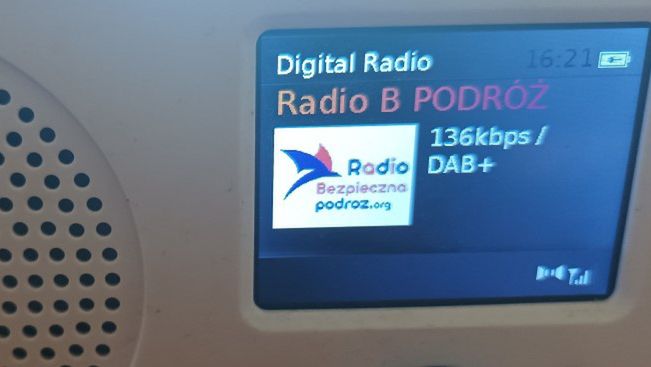 Digital Radio 16:21
Radio B PODRÓŻ
136kbps /
DAB+
Radio
Bezpieczna
podroz.org